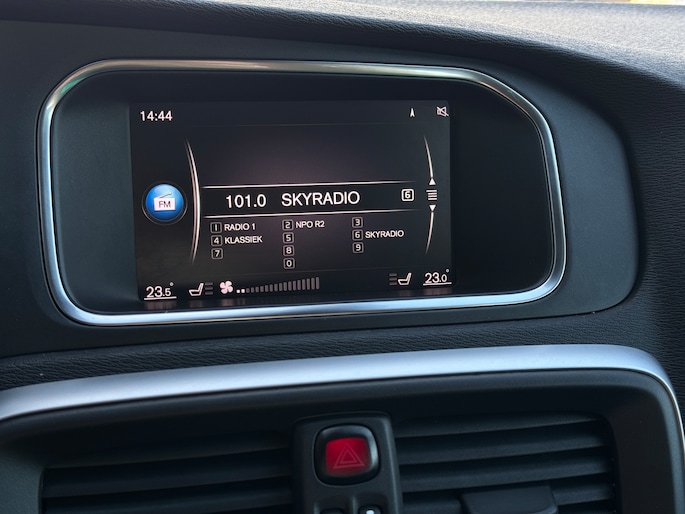 14:44
FM
101.0 SKYRADIO 6
1 RADIO 1 2 NPO R2 3
4 KLASSIEK 5 6 SKYRADIO
7 8 9
0
23.5° 23.0°